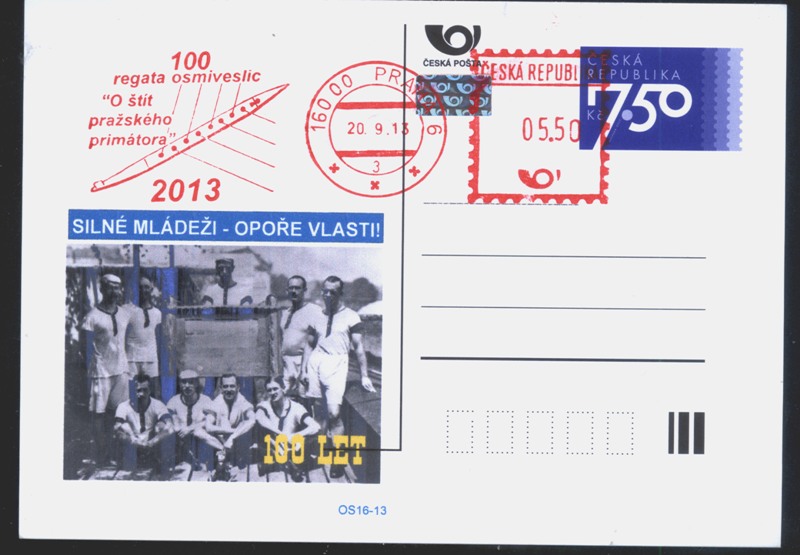 100
regata osmiveslic
"O štít
pražského
primátora"
2013
160 00 PRAHA 6
20. 9. 13
3
ČESKÁ POŠTA
ČESKÁ REPUBLI
05.50
ČESKÁ
REPUBLIKA
Kč 7.50
SILNÉ MLÁDEŽI - OPOŘE VLASTI!
100 LET
OS16-13